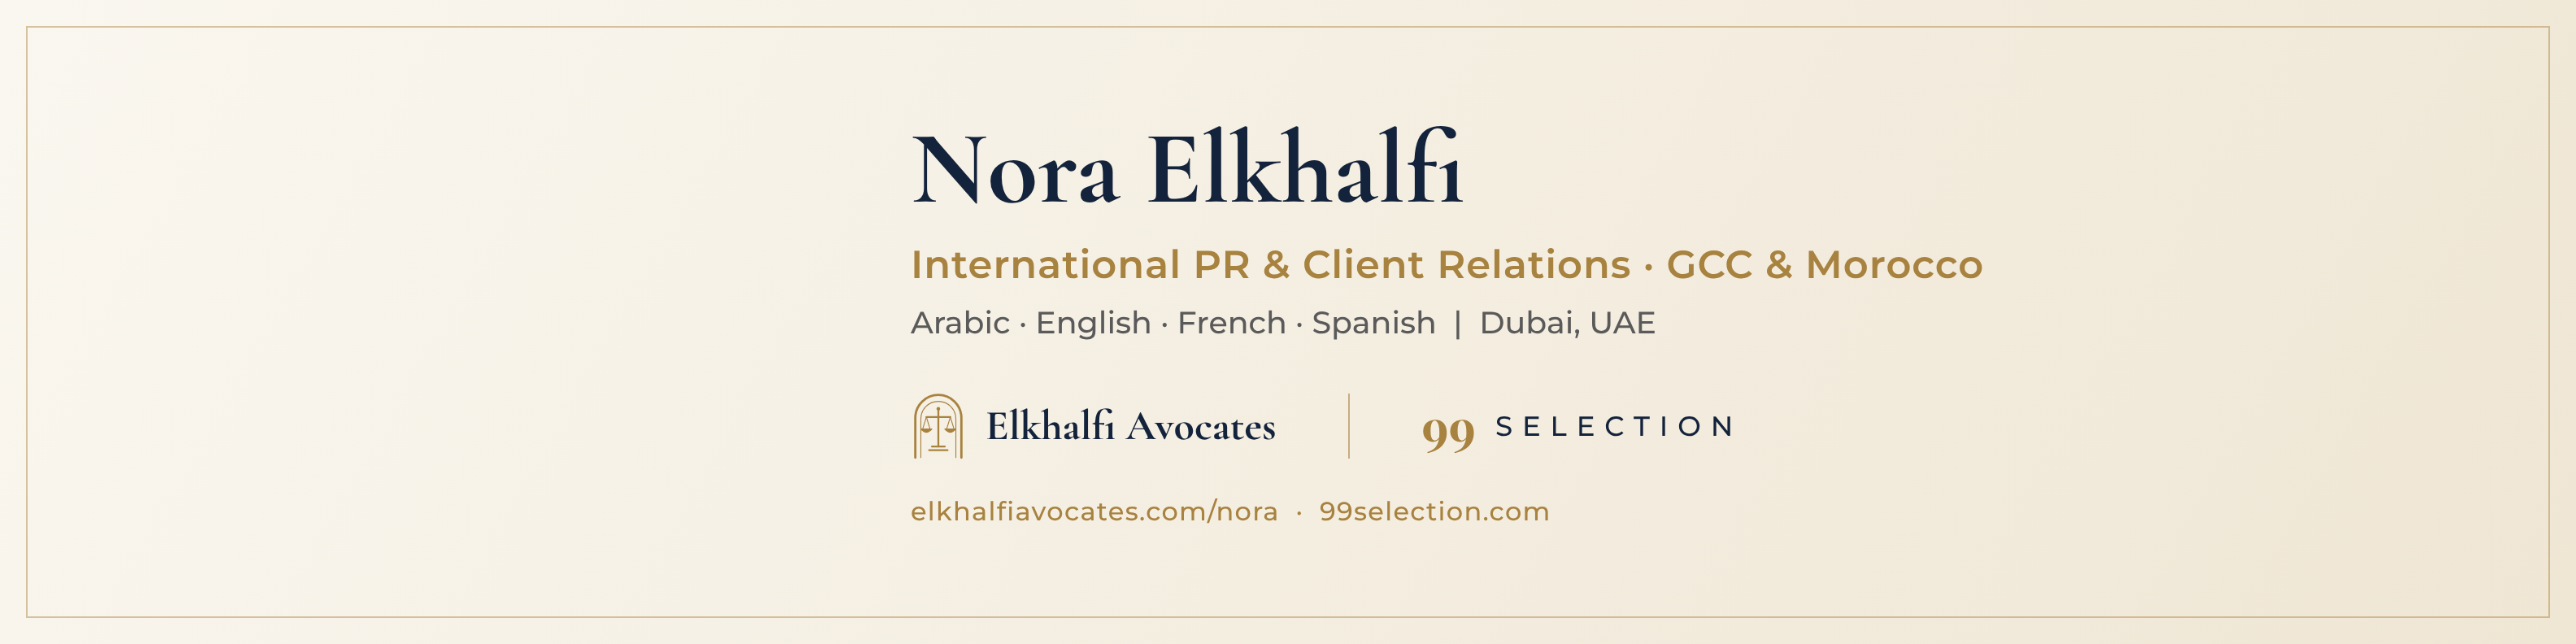 Nora Elkhalfi
International PR & Client Relations · GCC & Morocco
Arabic · English · French · Spanish | Dubai, UAE
Elkhalfi Avocates | 99 SELECTION
elkhalfiavocates.com/nora · 99selection.com